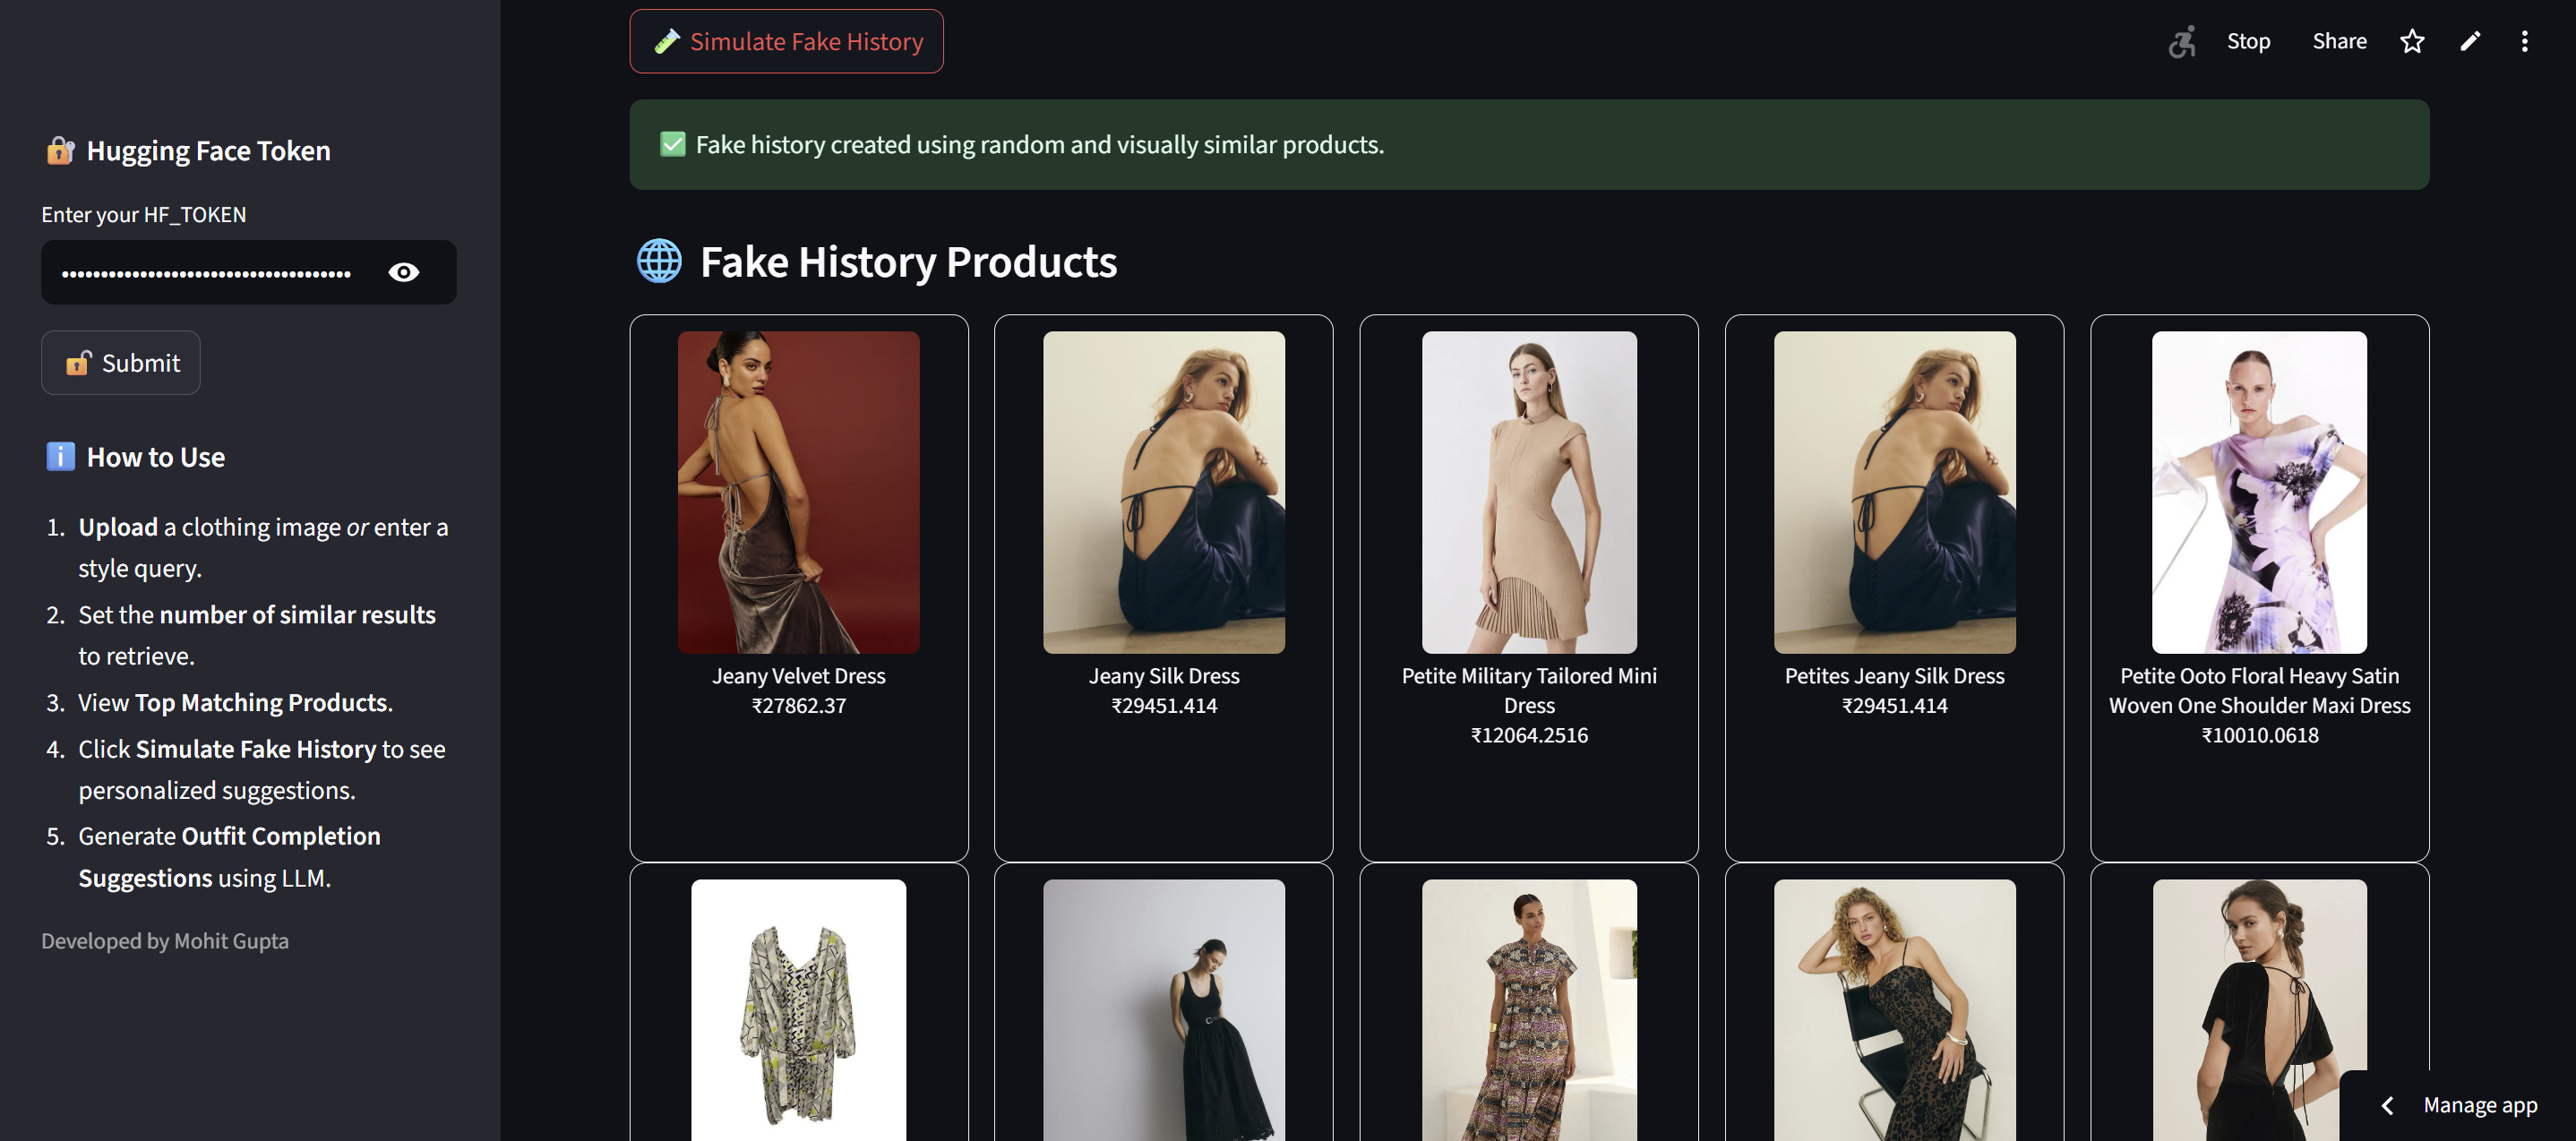 Hugging Face Token
Enter your HF_TOKEN
••••••••••••••••••••••••••••••••••••
Submit
How to Use
1. Upload a clothing image or enter a
style query.
2. Set the number of similar results
to retrieve.
3. View Top Matching Products.
4. Click Simulate Fake History to see
personalized suggestions.
5. Generate Outfit Completion
Suggestions using LLM.
Developed by Mohit Gupta
Simulate Fake History
Stop
Share
Fake history created using random and visually similar products.
Fake History Products
Jeany Velvet Dress
₹27862.37
Jeany Silk Dress
₹29451.414
Petite Military Tailored Mini
Dress
₹12064.2516
Petites Jeany Silk Dress
₹29451.414
Petite Ooto Floral Heavy Satin
Woven One Shoulder Maxi Dress
₹10010.0618
Manage app